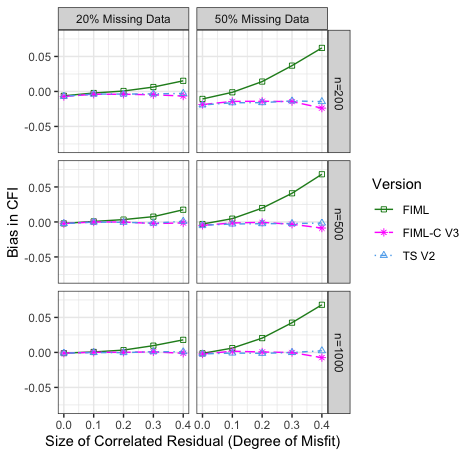 20% Missing Data 50% Missing Data
0.05
0.00
-0.05
n=200
0.05
0.00
-0.05
n=500
0.05
0.00
-0.05
n=1000
0.0 0.1 0.2 0.3 0.4 0.0 0.1 0.2 0.3 0.4
Bias in CFI
Size of Correlated Residual (Degree of Misfit)
Version
FIML
FIML-C V3
TS V2